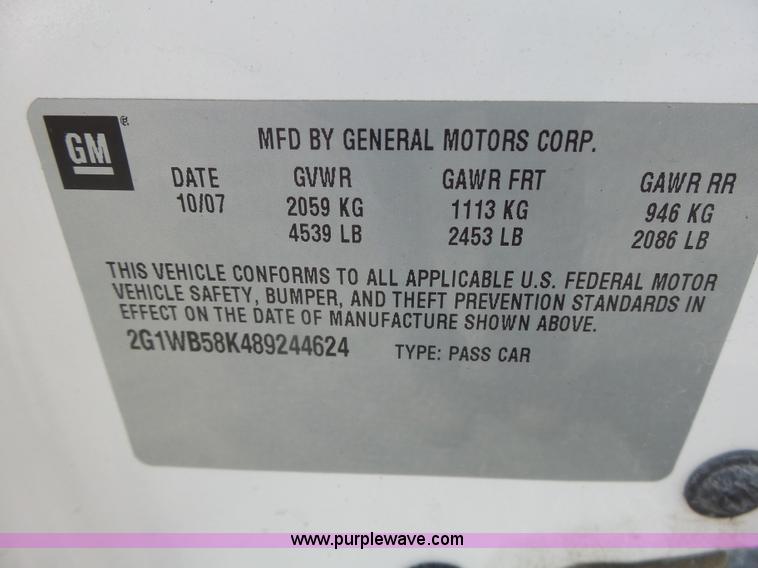 GM®
MFD BY GENERAL MOTORS CORP.
DATE GVWR GAWR FRT GAWR RR
10/07 2059 KG 1113 KG 946 KG
4539 LB 2453 LB 2086 LB
THIS VEHICLE CONFORMS TO ALL APPLICABLE U.S. FEDERAL MOTOR
VEHICLE SAFETY, BUMPER, AND THEFT PREVENTION STANDARDS IN
EFFECT ON THE DATE OF MANUFACTURE SHOWN ABOVE.
2G1WB58K489244624 TYPE: PASS CAR
www.purplewave.com